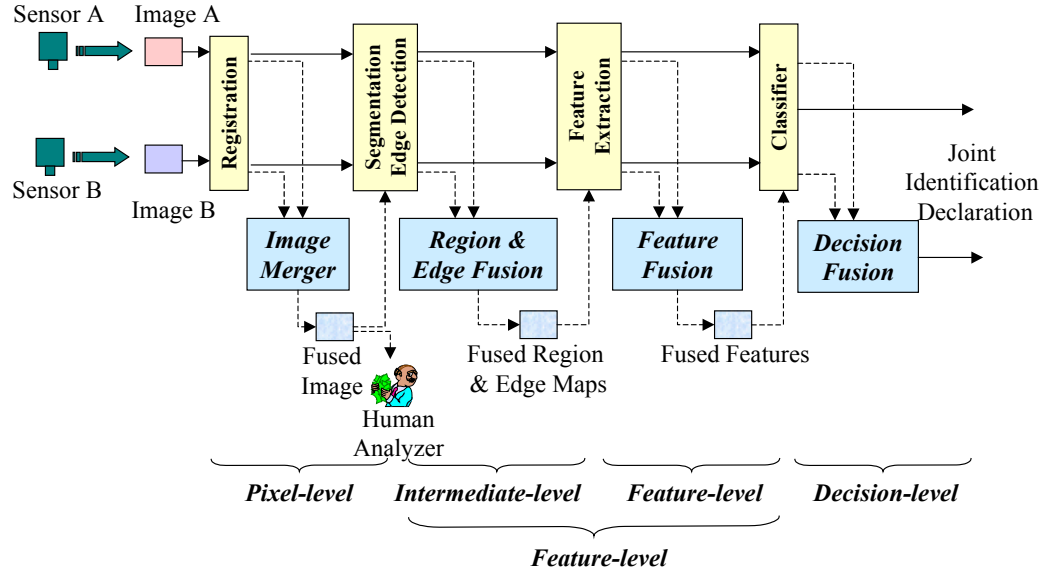 Sensor A
Image A
Sensor B
Image B
Registration
Segmentation
Edge Detection
Feature
Extraction
Classifier
Joint
Identification
Declaration
Image
Merger
Region &
Edge Fusion
Feature
Fusion
Decision
Fusion
Fused
Image
Human
Analyzer
Fused Region
& Edge Maps
Fused Features
Pixel-level
Intermediate-level
Feature-level
Decision-level
Feature-level